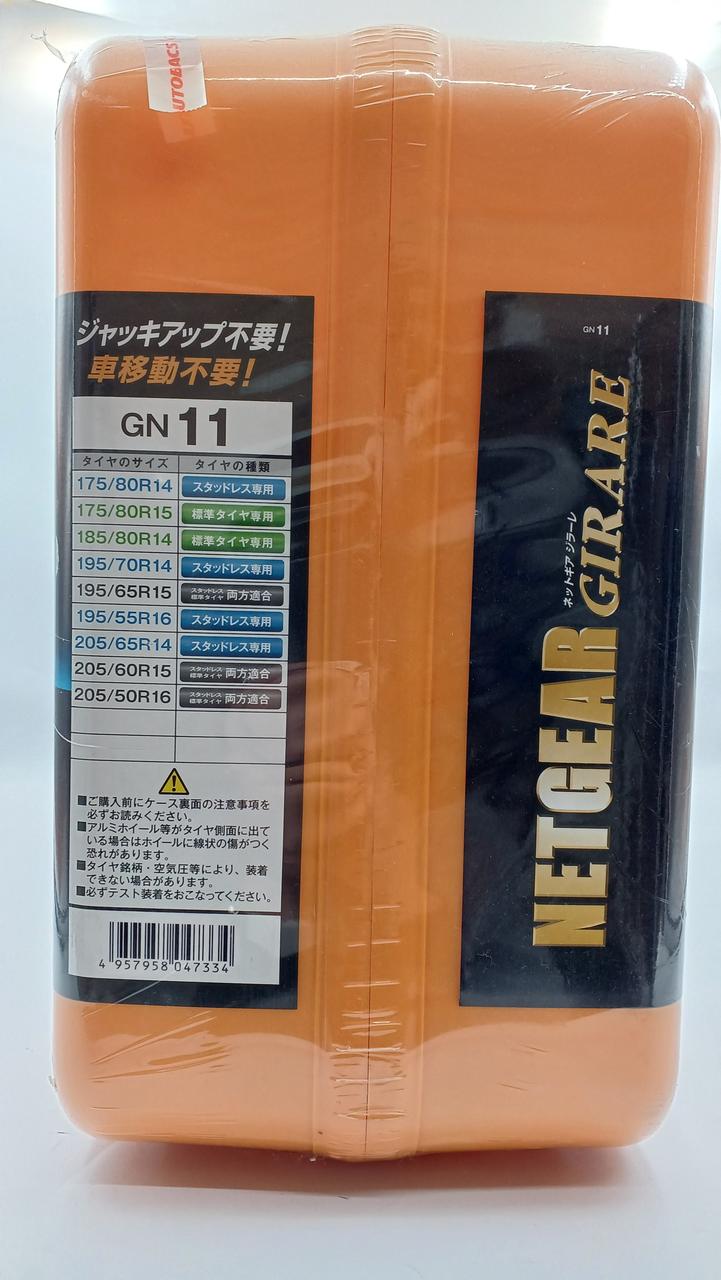 AUTOBACS
ジャッキアップ不要!
車移動不要!
GN 11
タイヤのサイズ タイヤの種類
175/80R14 スタッドレス専用
175/80R15 標準タイヤ専用
185/80R14 標準タイヤ専用
195/70R14 スタッドレス専用
195/65R15 スタッドレス 標準タイヤ 両方適合
195/55R16 スタッドレス専用
205/65R14 スタッドレス専用
205/60R15 スタッドレス 標準タイヤ 両方適合
205/50R16 スタッドレス 標準タイヤ 両方適合
■ご購入前にケース裏面の注意事項を
必ずお読みください。
■アルミホイール等がタイヤ側面に出て
いる場合はホイールに線状の傷がつく
恐れがあります。
■タイヤ銘柄・空気圧等により、装着
できない場合があります。
■必ずテスト装着をおこなってください。
4 957958 047334
GN 11
ネットギア ジラーレ
NETGEAR GIRARE